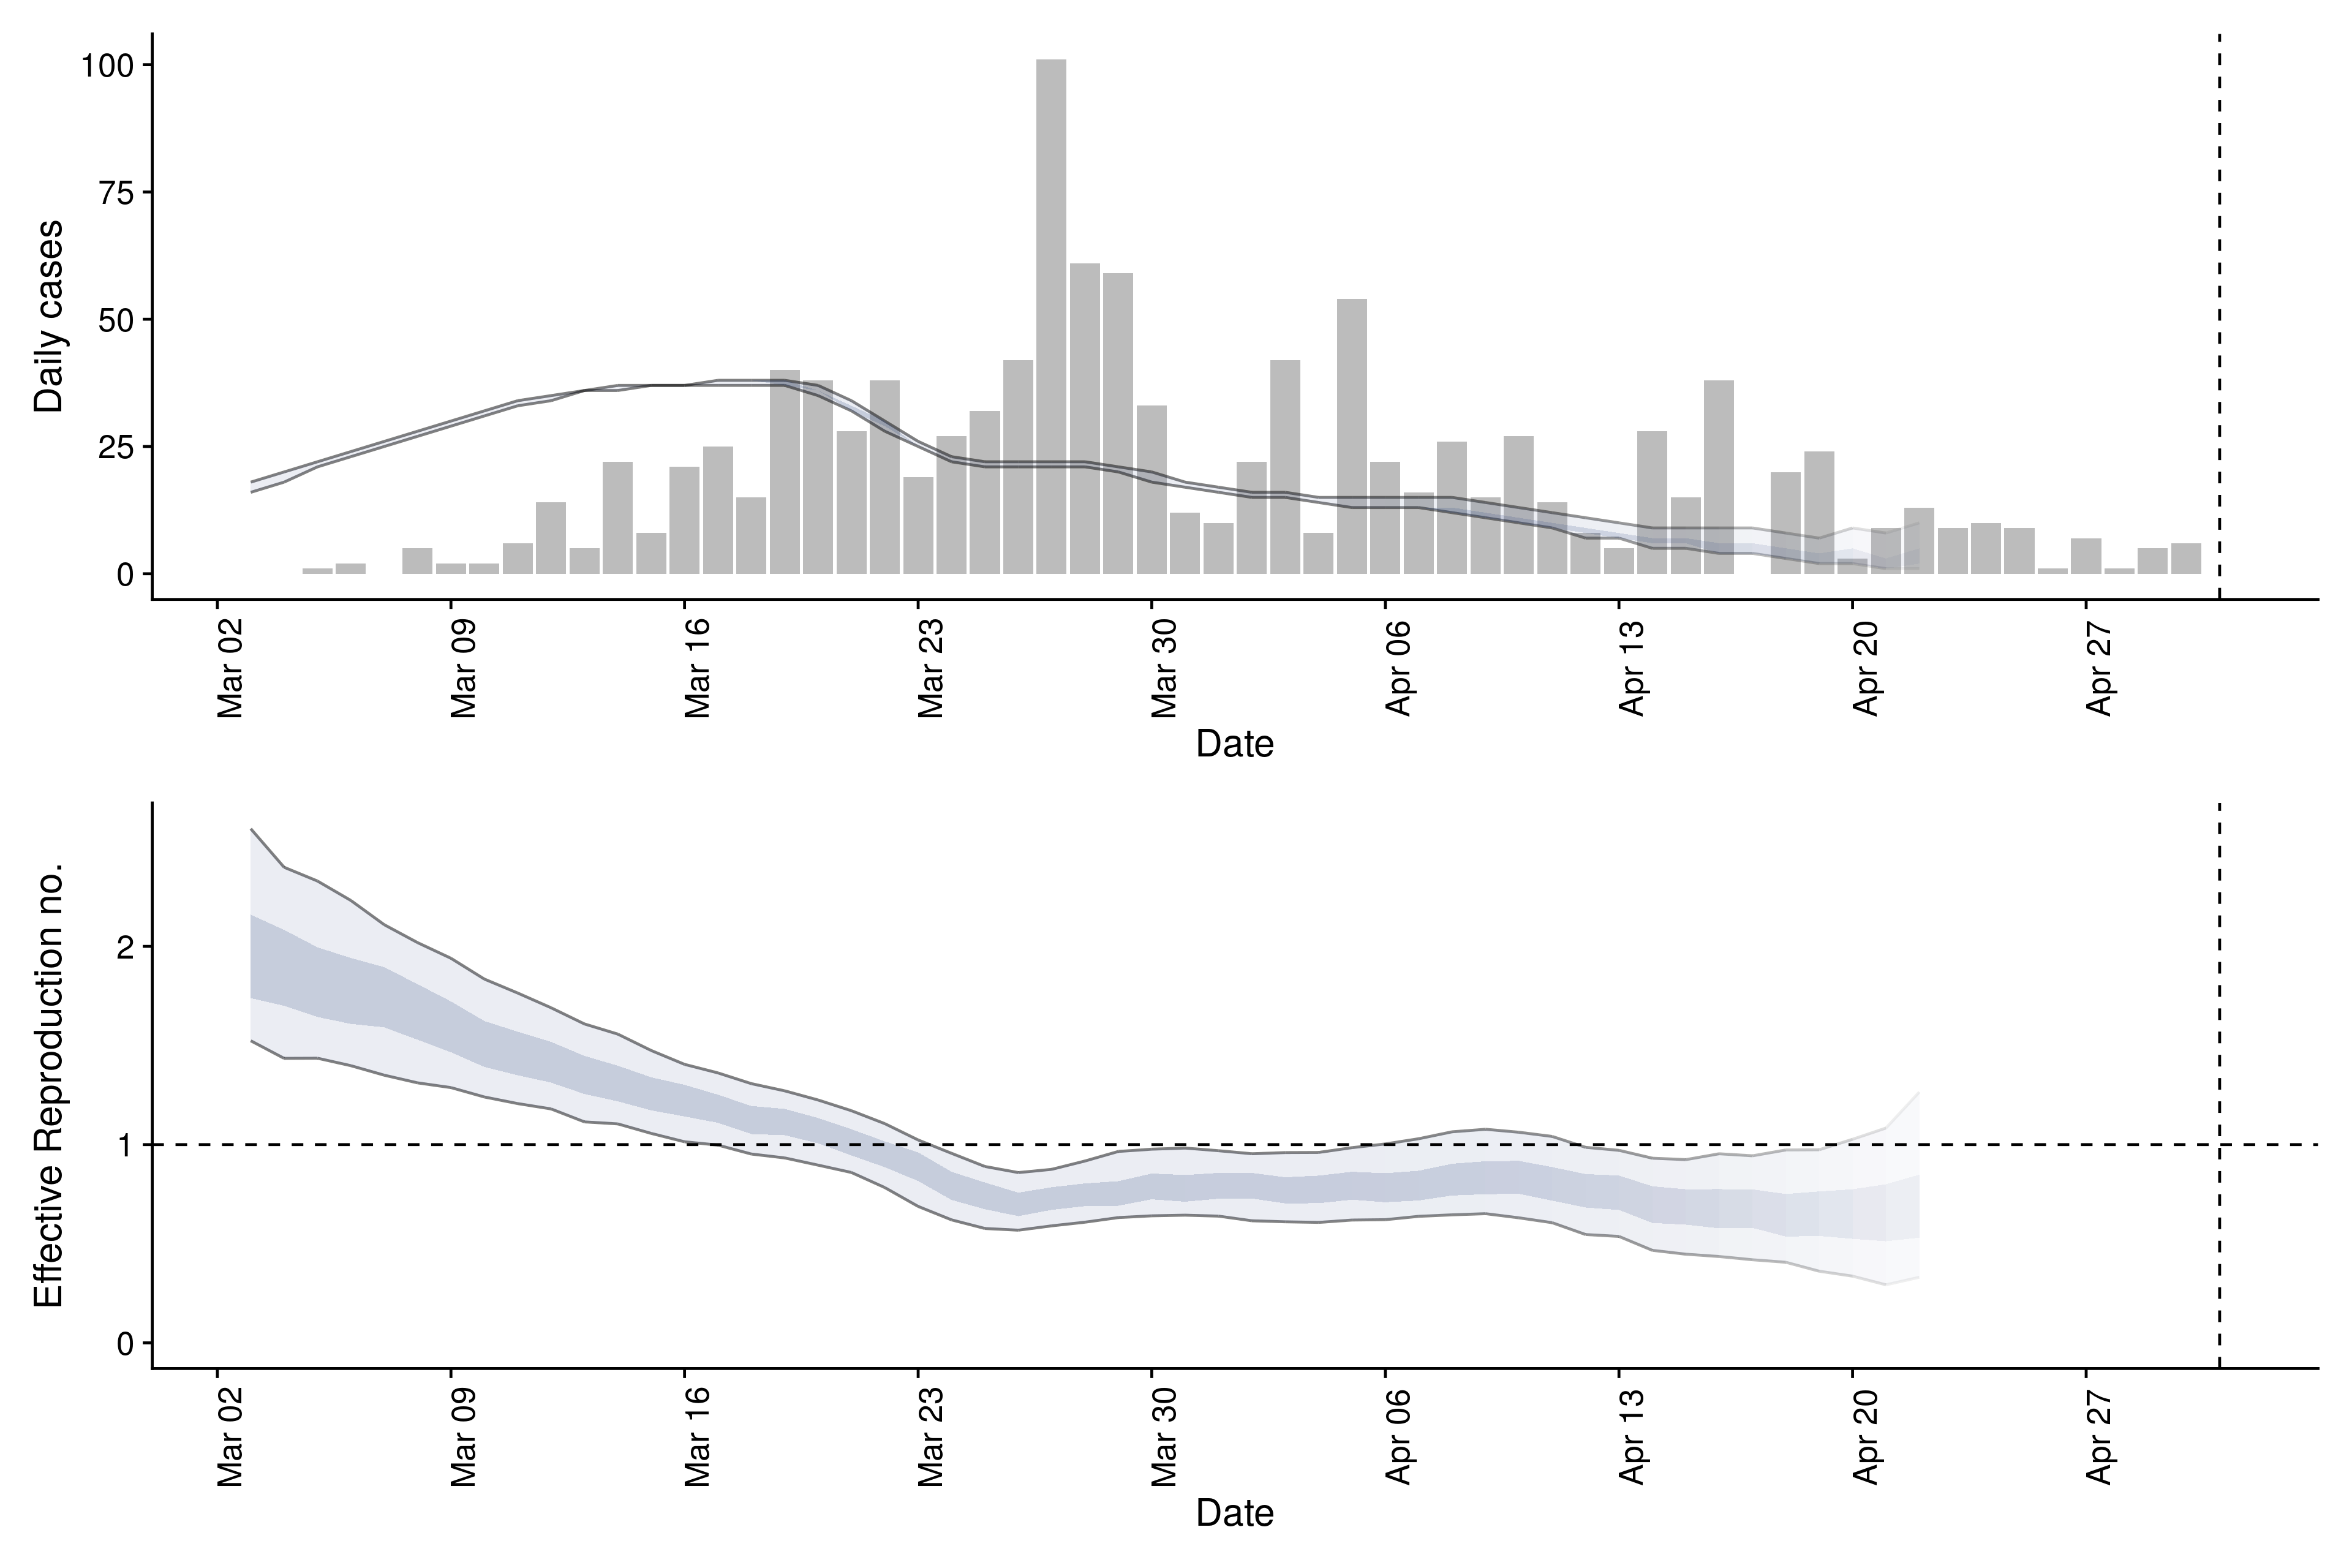 Daily cases
100
75
50
25
0
Mar 02
Mar 09
Mar 16
Mar 23
Mar 30
Apr 06
Apr 13
Apr 20
Apr 27
Date
Effective Reproduction no.
2
1
0
Mar 02
Mar 09
Mar 16
Mar 23
Mar 30
Apr 06
Apr 13
Apr 20
Apr 27
Date